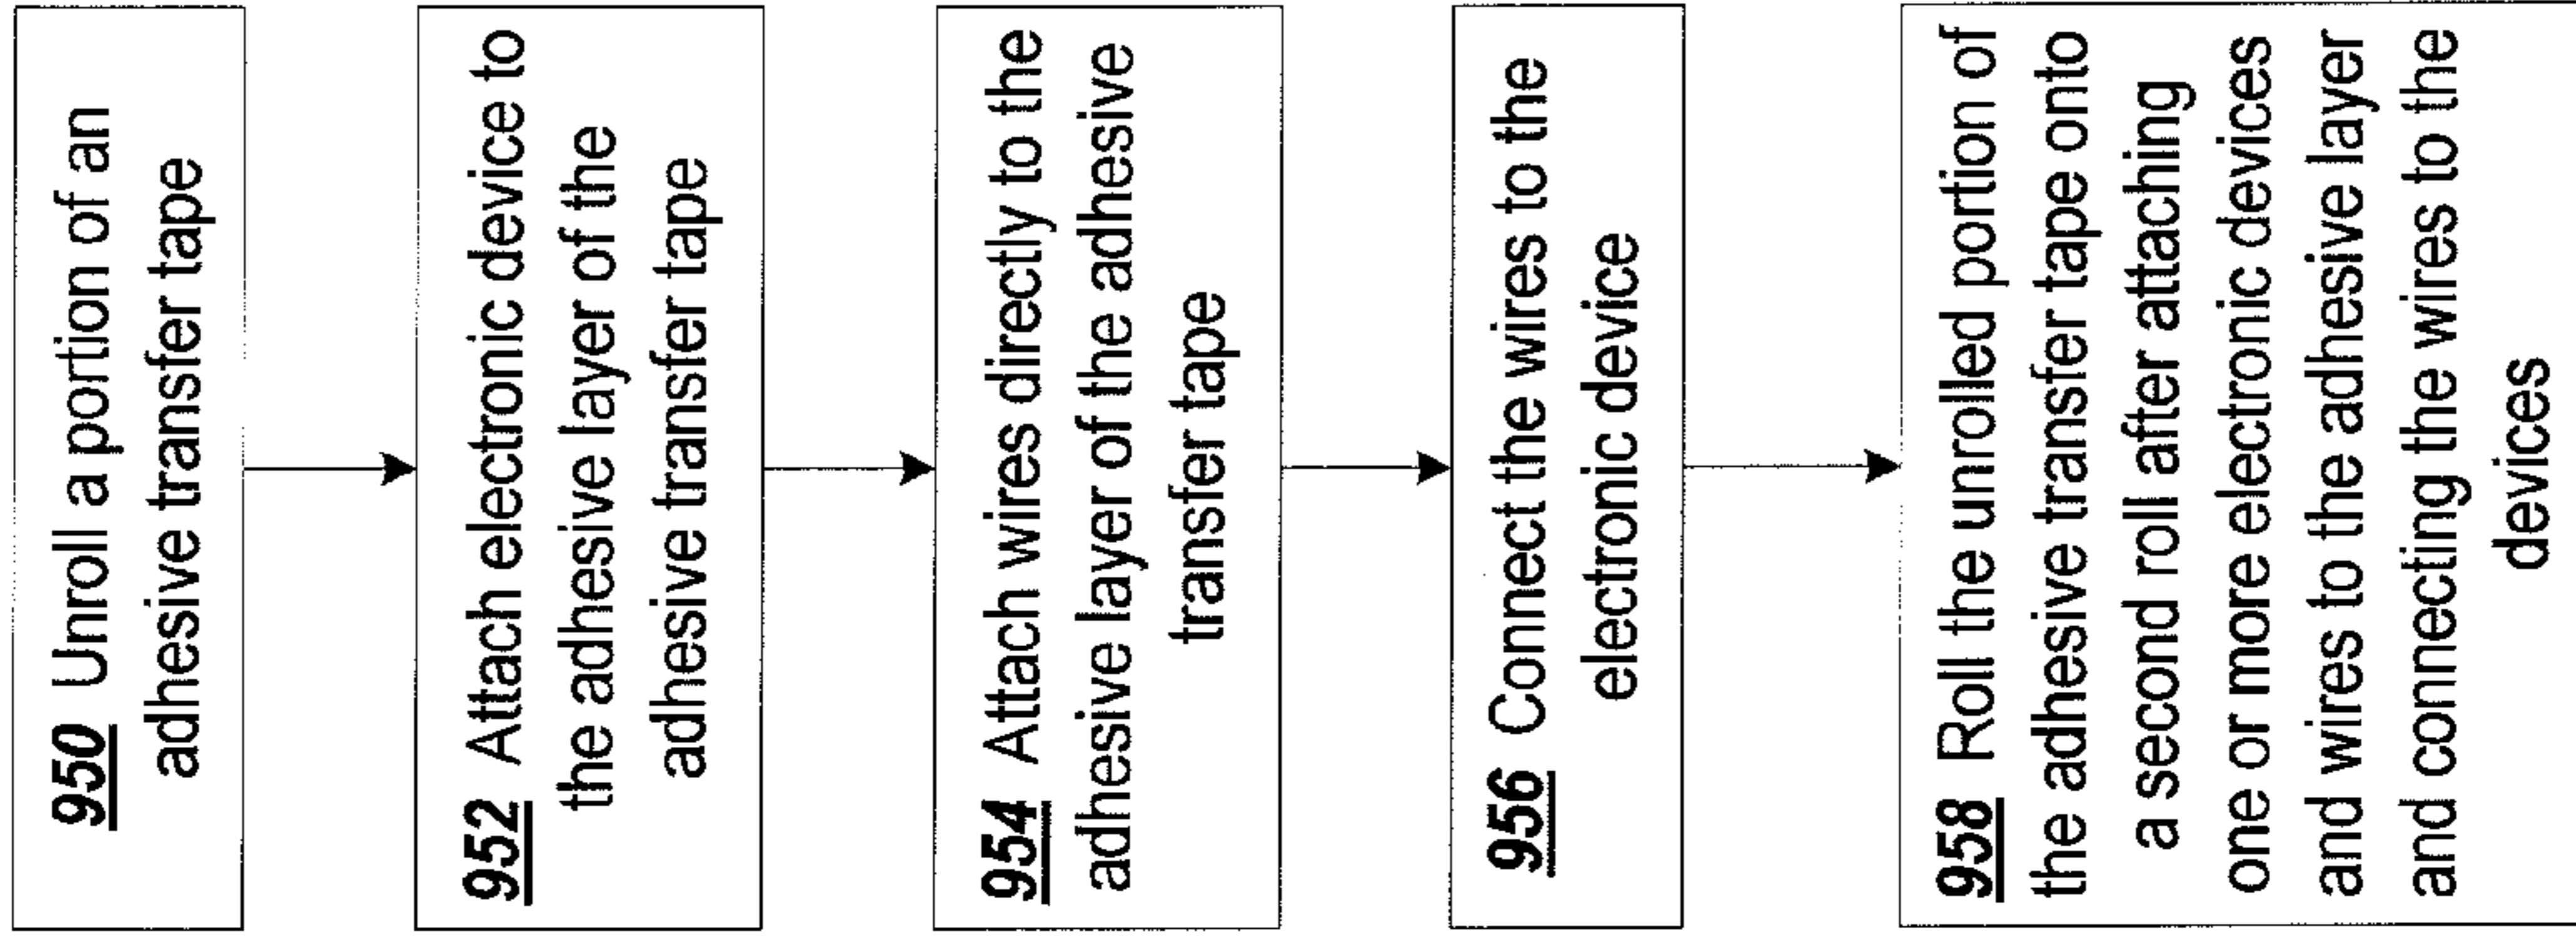 950 Unroll a portion of an
adhesive transfer tape
952 Attach electronic device to
the adhesive layer of the
adhesive transfer tape
954 Attach wires directly to the
adhesive layer of the adhesive
transfer tape
956 Connect the wires to the
electronic device
958 Roll the unrolled portion of
the adhesive transfer tape onto
a second roll after attaching
one or more electronic devices
and wires to the adhesive layer
and connecting the wires to the
devices